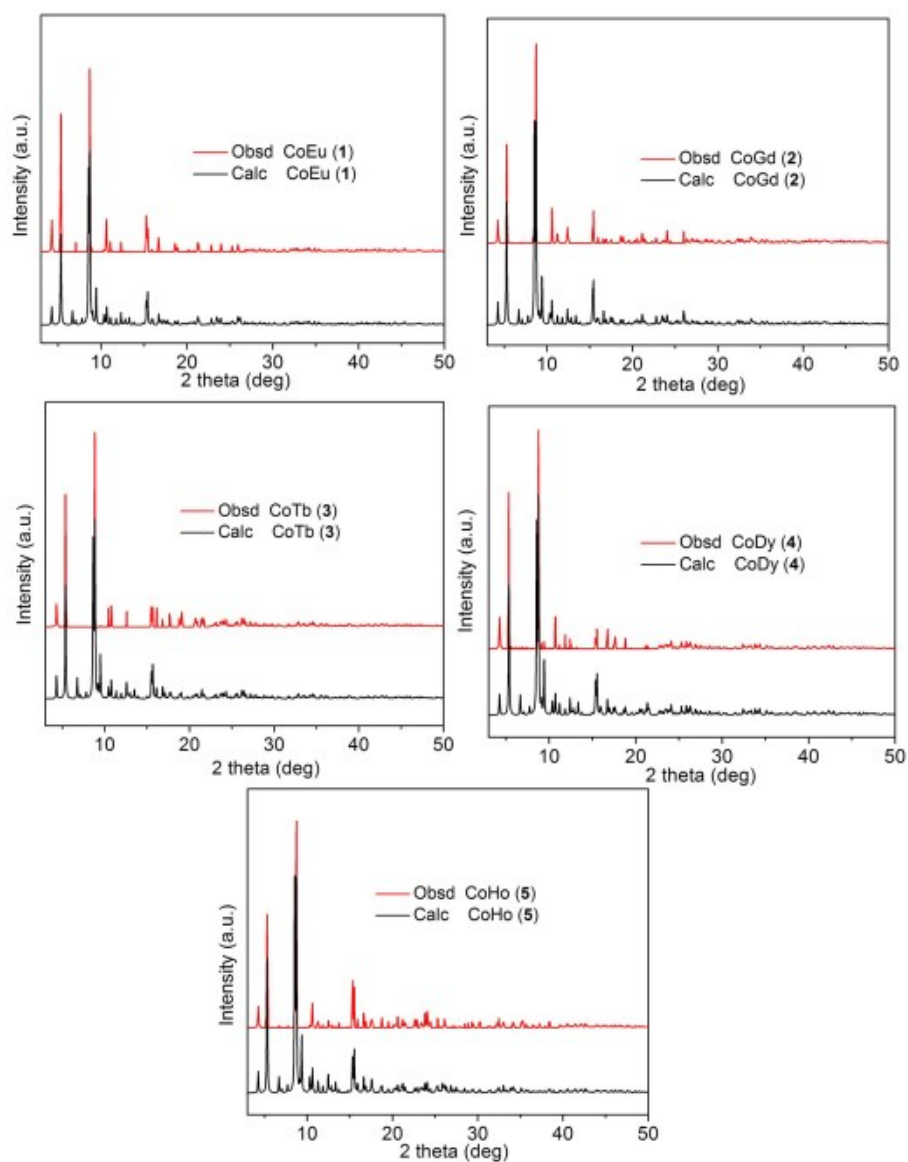 Intensity (a.u.)
Obsd CoEu (1)
Calc CoEu (1)
10 20 30 40 50
2 theta (deg)
Intensity (a.u.)
Obsd CoGd (2)
Calc CoGd (2)
10 20 30 40 50
2 theta (deg)
Intensity (a.u.)
Obsd CoTb (3)
Calc CoTb (3)
10 20 30 40 50
2 theta (deg)
Intensity (a.u.)
Obsd CoDy (4)
Calc CoDy (4)
10 20 30 40 50
2 theta (deg)
Intensity (a.u.)
Obsd CoHo (5)
Calc CoHo (5)
10 20 30 40 50
2 theta (deg)